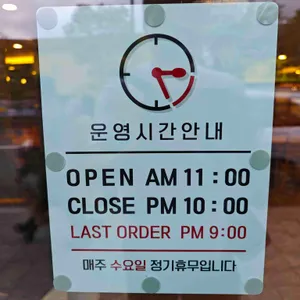 운영시간안내
OPEN AM 11 : 00
CLOSE PM 10 : 00
LAST ORDER PM 9:00
매주 수요일 정기휴무입니다